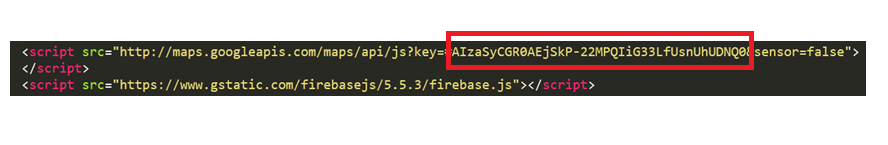 <script src="http://maps.googleapis.com/maps/api/js?key=#AIzaSyCGR0AEjSkP-22MPQIiG33LfUsnUhUDNQ0&sensor=false">
</script>
<script src="https://www.gstatic.com/firebasejs/5.5.3/firebase.js"></script>